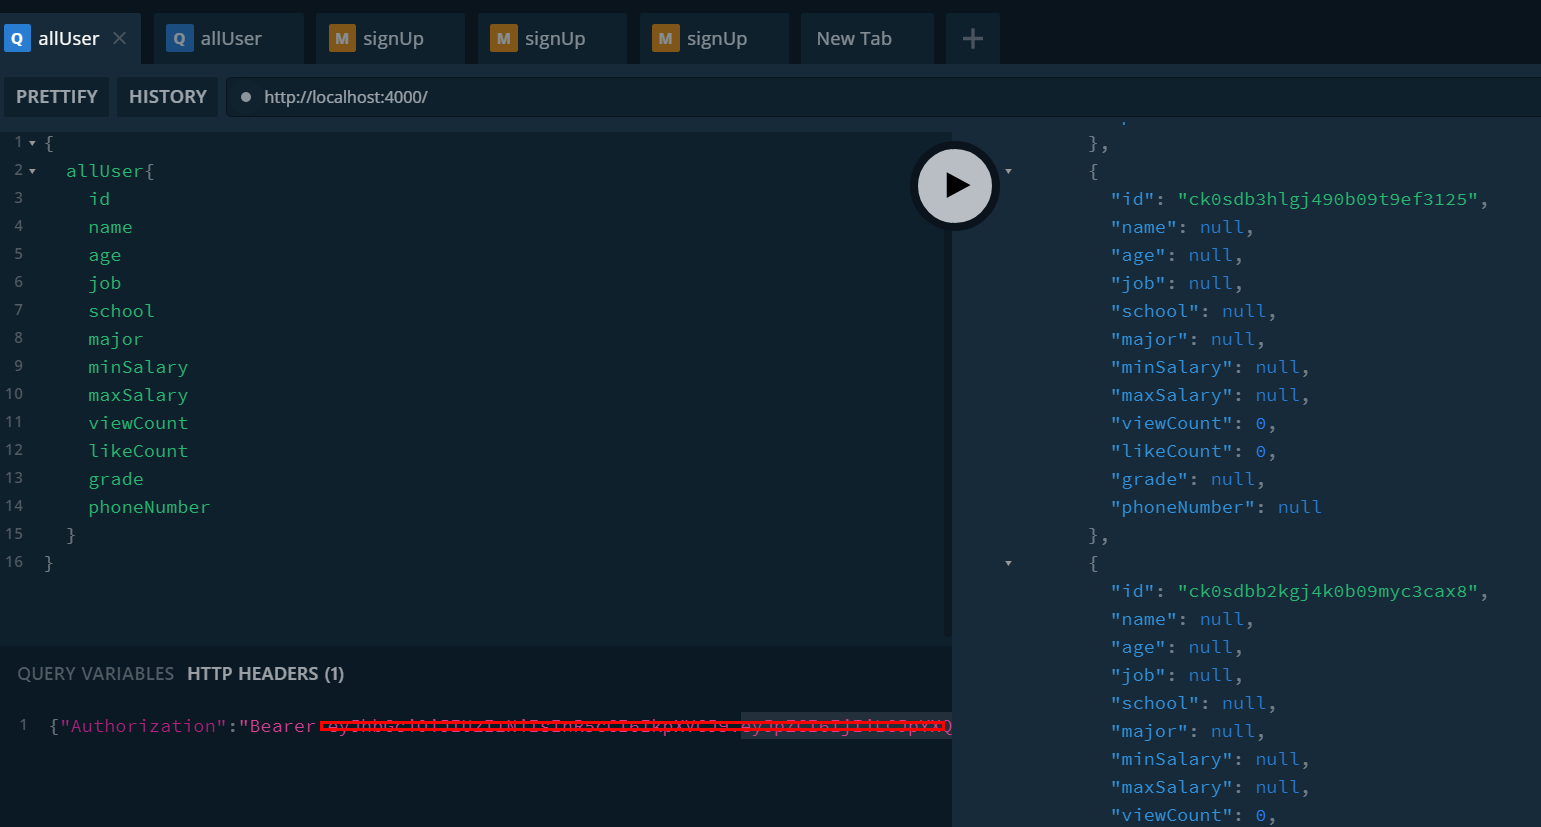 Q allUser ×
Q allUser
M signUp
M signUp
M signUp
New Tab
+
PRETTIFY
HISTORY
http://localhost:4000/
1 {
2 allUser{
3 id
4 name
5 age
6 job
7 school
8 major
9 minSalary
10 maxSalary
11 viewCount
12 likeCount
13 grade
14 phoneNumber
15 }
16 }
QUERY VARIABLES
HTTP HEADERS (1)
1 {"Authorization":"Bearer
},
{
"id": "ck0sdb3hlgj490b09t9ef3125",
"name": null,
"age": null,
"job": null,
"school": null,
"major": null,
"minSalary": null,
"maxSalary": null,
"viewCount": 0,
"likeCount": 0,
"grade": null,
"phoneNumber": null
},
{
"id": "ck0sdbb2kgj4k0b09myc3cax8",
"name": null,
"age": null,
"job": null,
"school": null,
"major": null,
"minSalary": null,
"maxSalary": null,
"viewCount": 0,